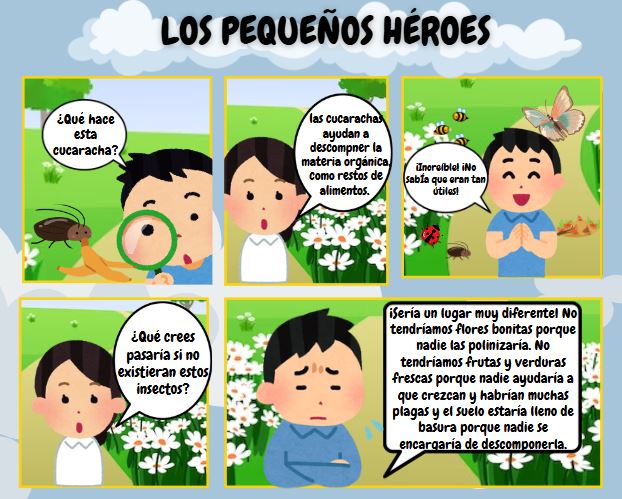 LOS PEQUEÑOS HÉROES
¿Qué hace
esta
cucaracha?
las cucarachas
ayudan a
descompner la
materia orgánica,
como restos de
alimentos.
¡Increíble! ¡No
sabía que eran tan
útiles!
¿Qué crees
pasaría si no
existieran estos
insectos?
¡Sería un lugar muy diferente! No
tendríamos flores bonitas porque
nadie las polinizaría. No
tendríamos frutas y verduras
frescas porque nadie ayudaría a
que crezcan y habrían muchas
plagas y el suelo estaría lleno de
basura porque nadie se
encargaría de descomponerla.